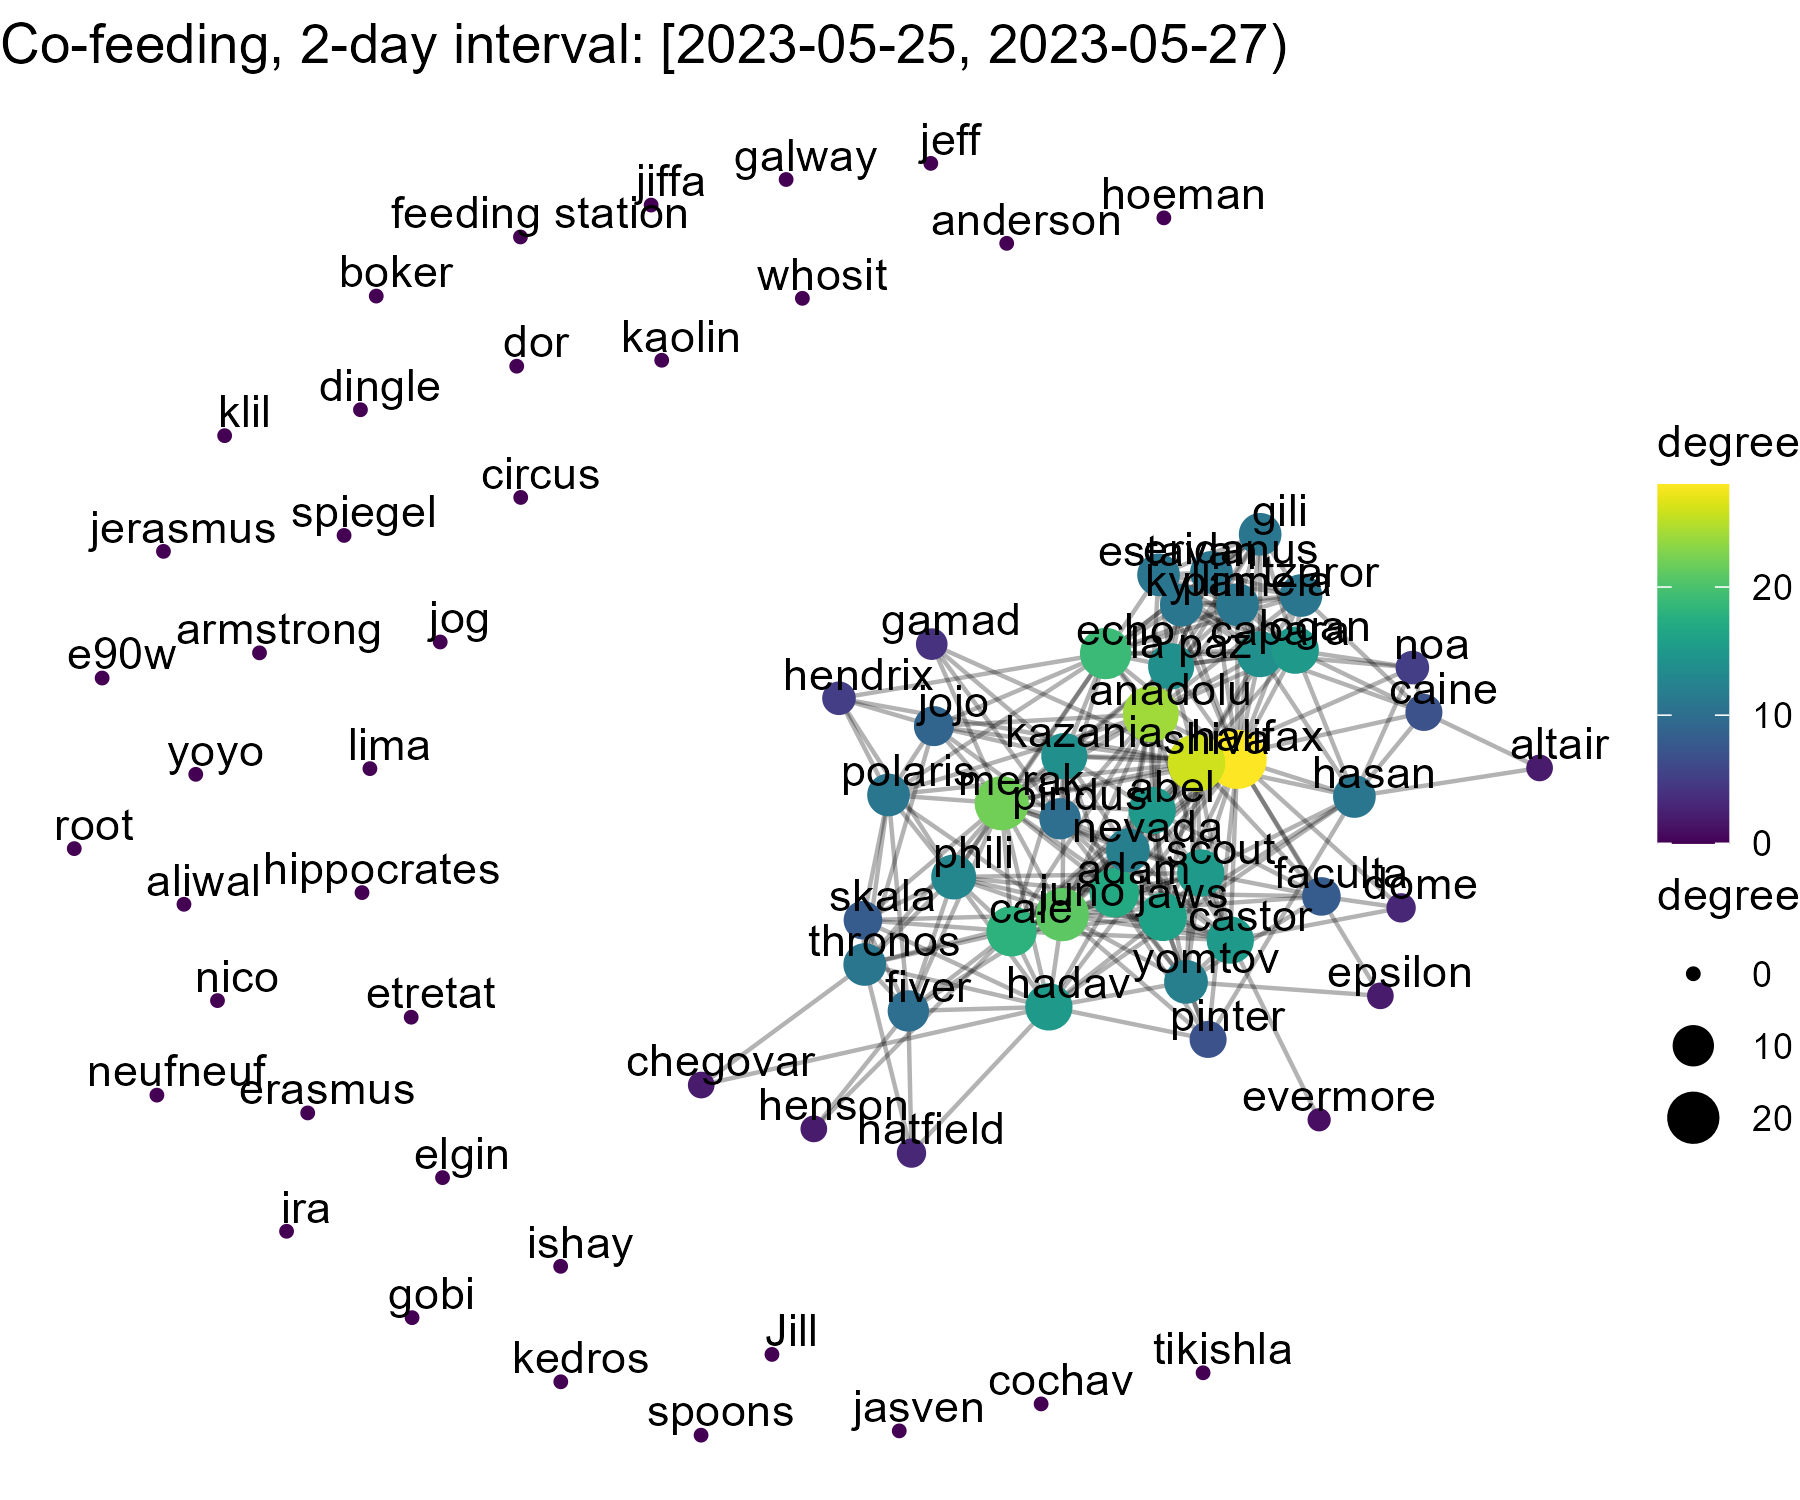 Co-feeding, 2-day interval: [2023-05-25, 2023-05-27)
jeff
galway
jiffa
hoeman
feeding station
anderson
boker
whosit
dor
kaolin
dingle
klil
circus
spiegel
jerasmus
gili
eridanus
tznror
pamela
gamad
jog
armstrong
echo
la paz
capara
logan
noa
e90w
hendrix
jojo
anadolu
caine
yoyo
lima
kazania
shiva
halifax
altair
polaris
merak
pindus
abel
hasan
root
nevada
aliwal
hippocrates
phili
adam
scout
faculta
dome
skala
cale
juno
jaws
castor
thronos
nico
etretat
fiver
hadav
yomtov
epsilon
pinter
neufneuf
erasmus
chegovar
henson
hatfield
evermore
elgin
ira
ishay
gobi
Jill
kedros
tikishla
cochav
spoons
jasven
degree
20
10
0
degree
0
10
20